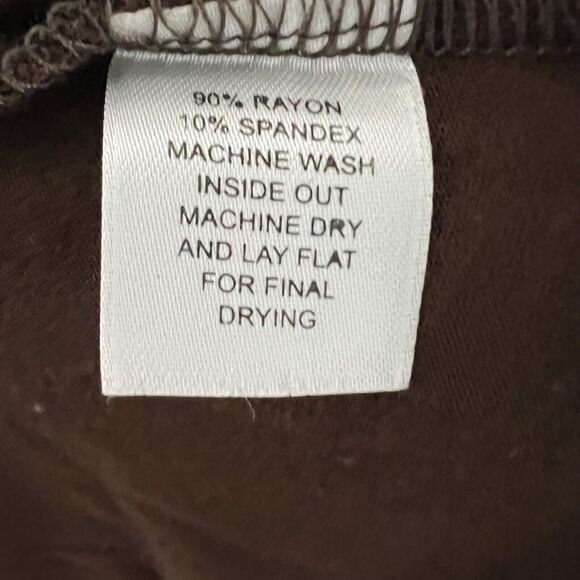 90% RAYON
10% SPANDEX
MACHINE WASH
INSIDE OUT
MACHINE DRY
AND LAY FLAT
FOR FINAL
DRYING